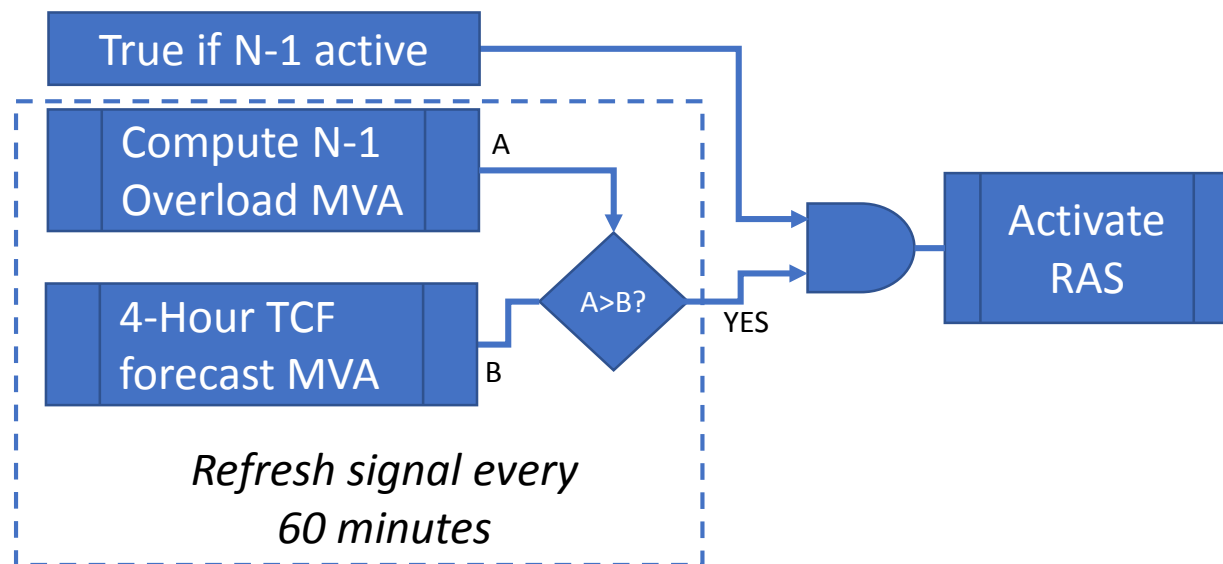 True if N-1 active
Compute N-1
Overload MVA
A
A>B?
YES
4-Hour TCF
forecast MVA
B
Activate
RAS
Refresh signal every
60 minutes